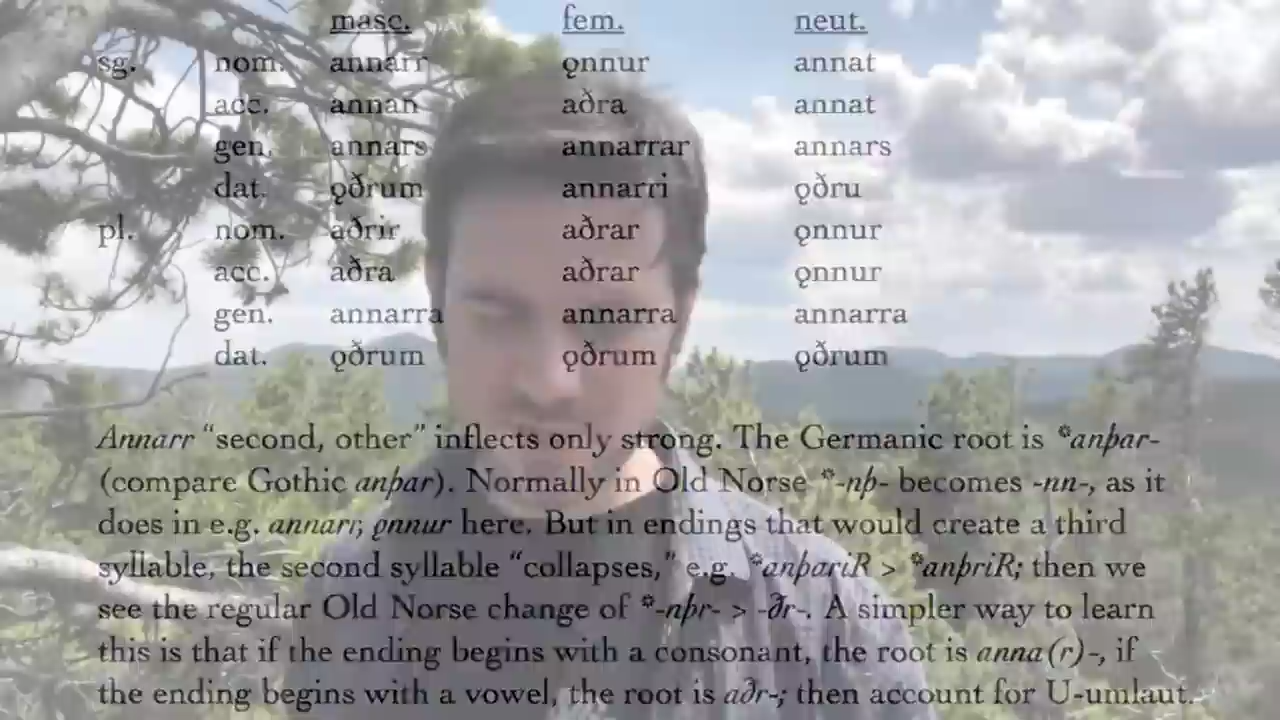 masc. fem. neut.
sg. nom. annarr ǫnnur annat
acc. annan aðra annat
gen. annars annarrar annars
dat. ǫðrum annarri ǫðru
pl. nom. aðrir aðrar ǫnnur
acc. aðra aðrar ǫnnur
gen. annarra annarra annarra
dat. ǫðrum ǫðrum ǫðrum
Annarr “second, other” inflects only strong. The Germanic root is *anþar-
(compare Gothic anþar). Normally in Old Norse *-nþ- becomes -nn-, as it
does in e.g. annarr, ǫnnur here. But in endings that would create a third
syllable, the second syllable “collapses,” e.g. *anþariR > *anþriR; then we
see the regular Old Norse change of *-nþr- > -ðr-. A simpler way to learn
this is that if the ending begins with a consonant, the root is anna(r)-, if
the ending begins with a vowel, the root is aðr-; then account for U-umlaut.